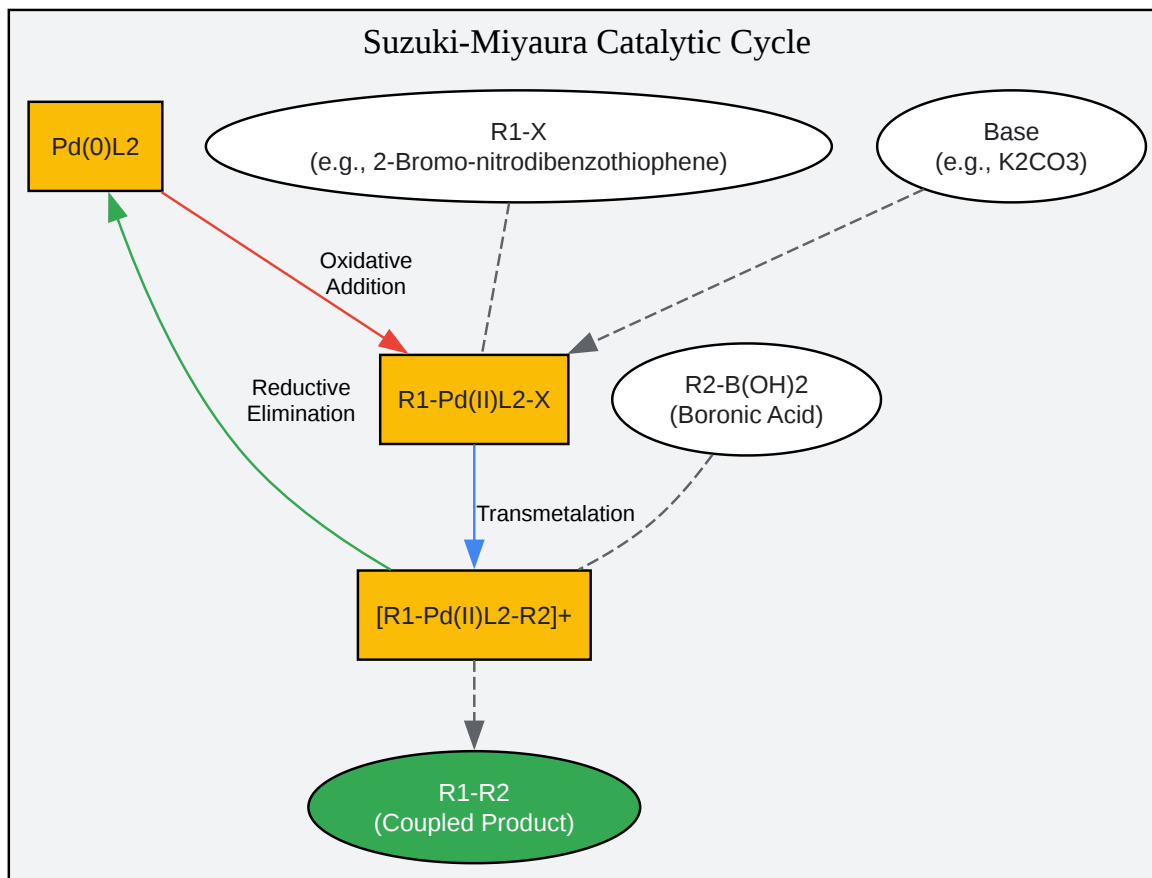 Suzuki-Miyaura Catalytic Cycle
Pd(0)L2
R1-X
(e.g., 2-Bromo-nitrodibenzothiophene)
Base
(e.g., K2CO3)
Oxidative
Addition
R1-Pd(II)L2-X
R2-B(OH)2
(Boronic Acid)
Reductive
Elimination
Transmetalation
[R1-Pd(II)L2-R2]+
R1-R2
(Coupled Product)